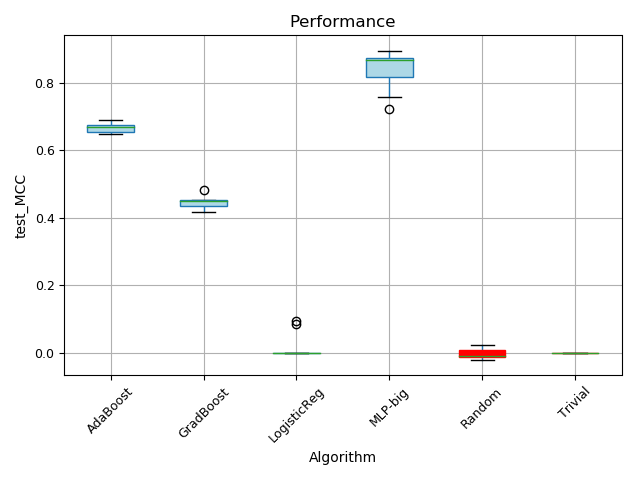 Performance
test_MCC
0.8
0.6
0.4
0.2
0.0
AdaBoost
GradBoost
LogisticReg
MLP-big
Random
Trivial
Algorithm